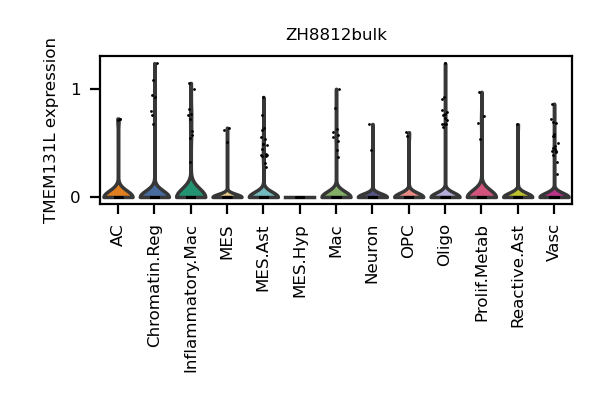 ZH8812bulk
TMEM131L expression
1
0
AC
Chromatin.Reg
Inflammatory.Mac
MES
MES.Ast
MES.Hyp
Mac
Neuron
OPC
Oligo
Prolif.Metab
Reactive.Ast
Vasc